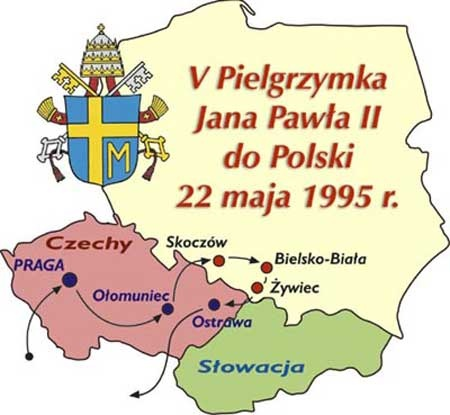 V Pielgrzymka
Jana Pawła II
do Polski
22 maja 1995 r.
M
Czechy
Skoczów
Bielsko-Biała
PRAGA
Żywiec
Ołomuniec
Ostrawa
Słowacja